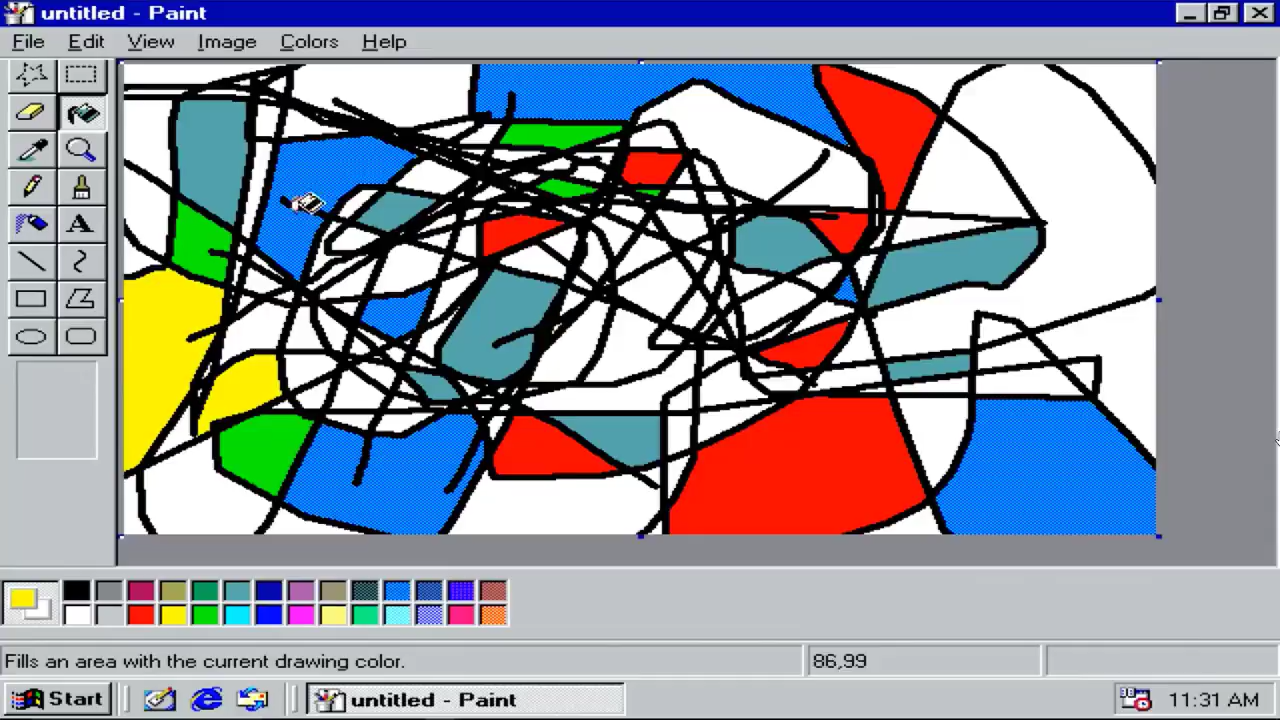 untitled - Paint
File Edit View Image Colors Help
A
Fills an area with the current drawing color.
86,99
Start
untitled - Paint
11:31 AM